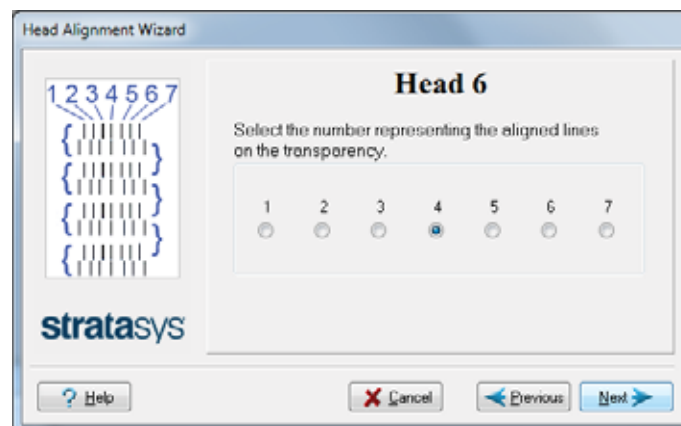 Head Alignment Wizard
1 2 3 4 5 6 7
Head 6
Select the number representing the aligned lines
on the transparency.
1 2 3 4 5 6 7
stratasys
? Help
Cancel
Previous
Next